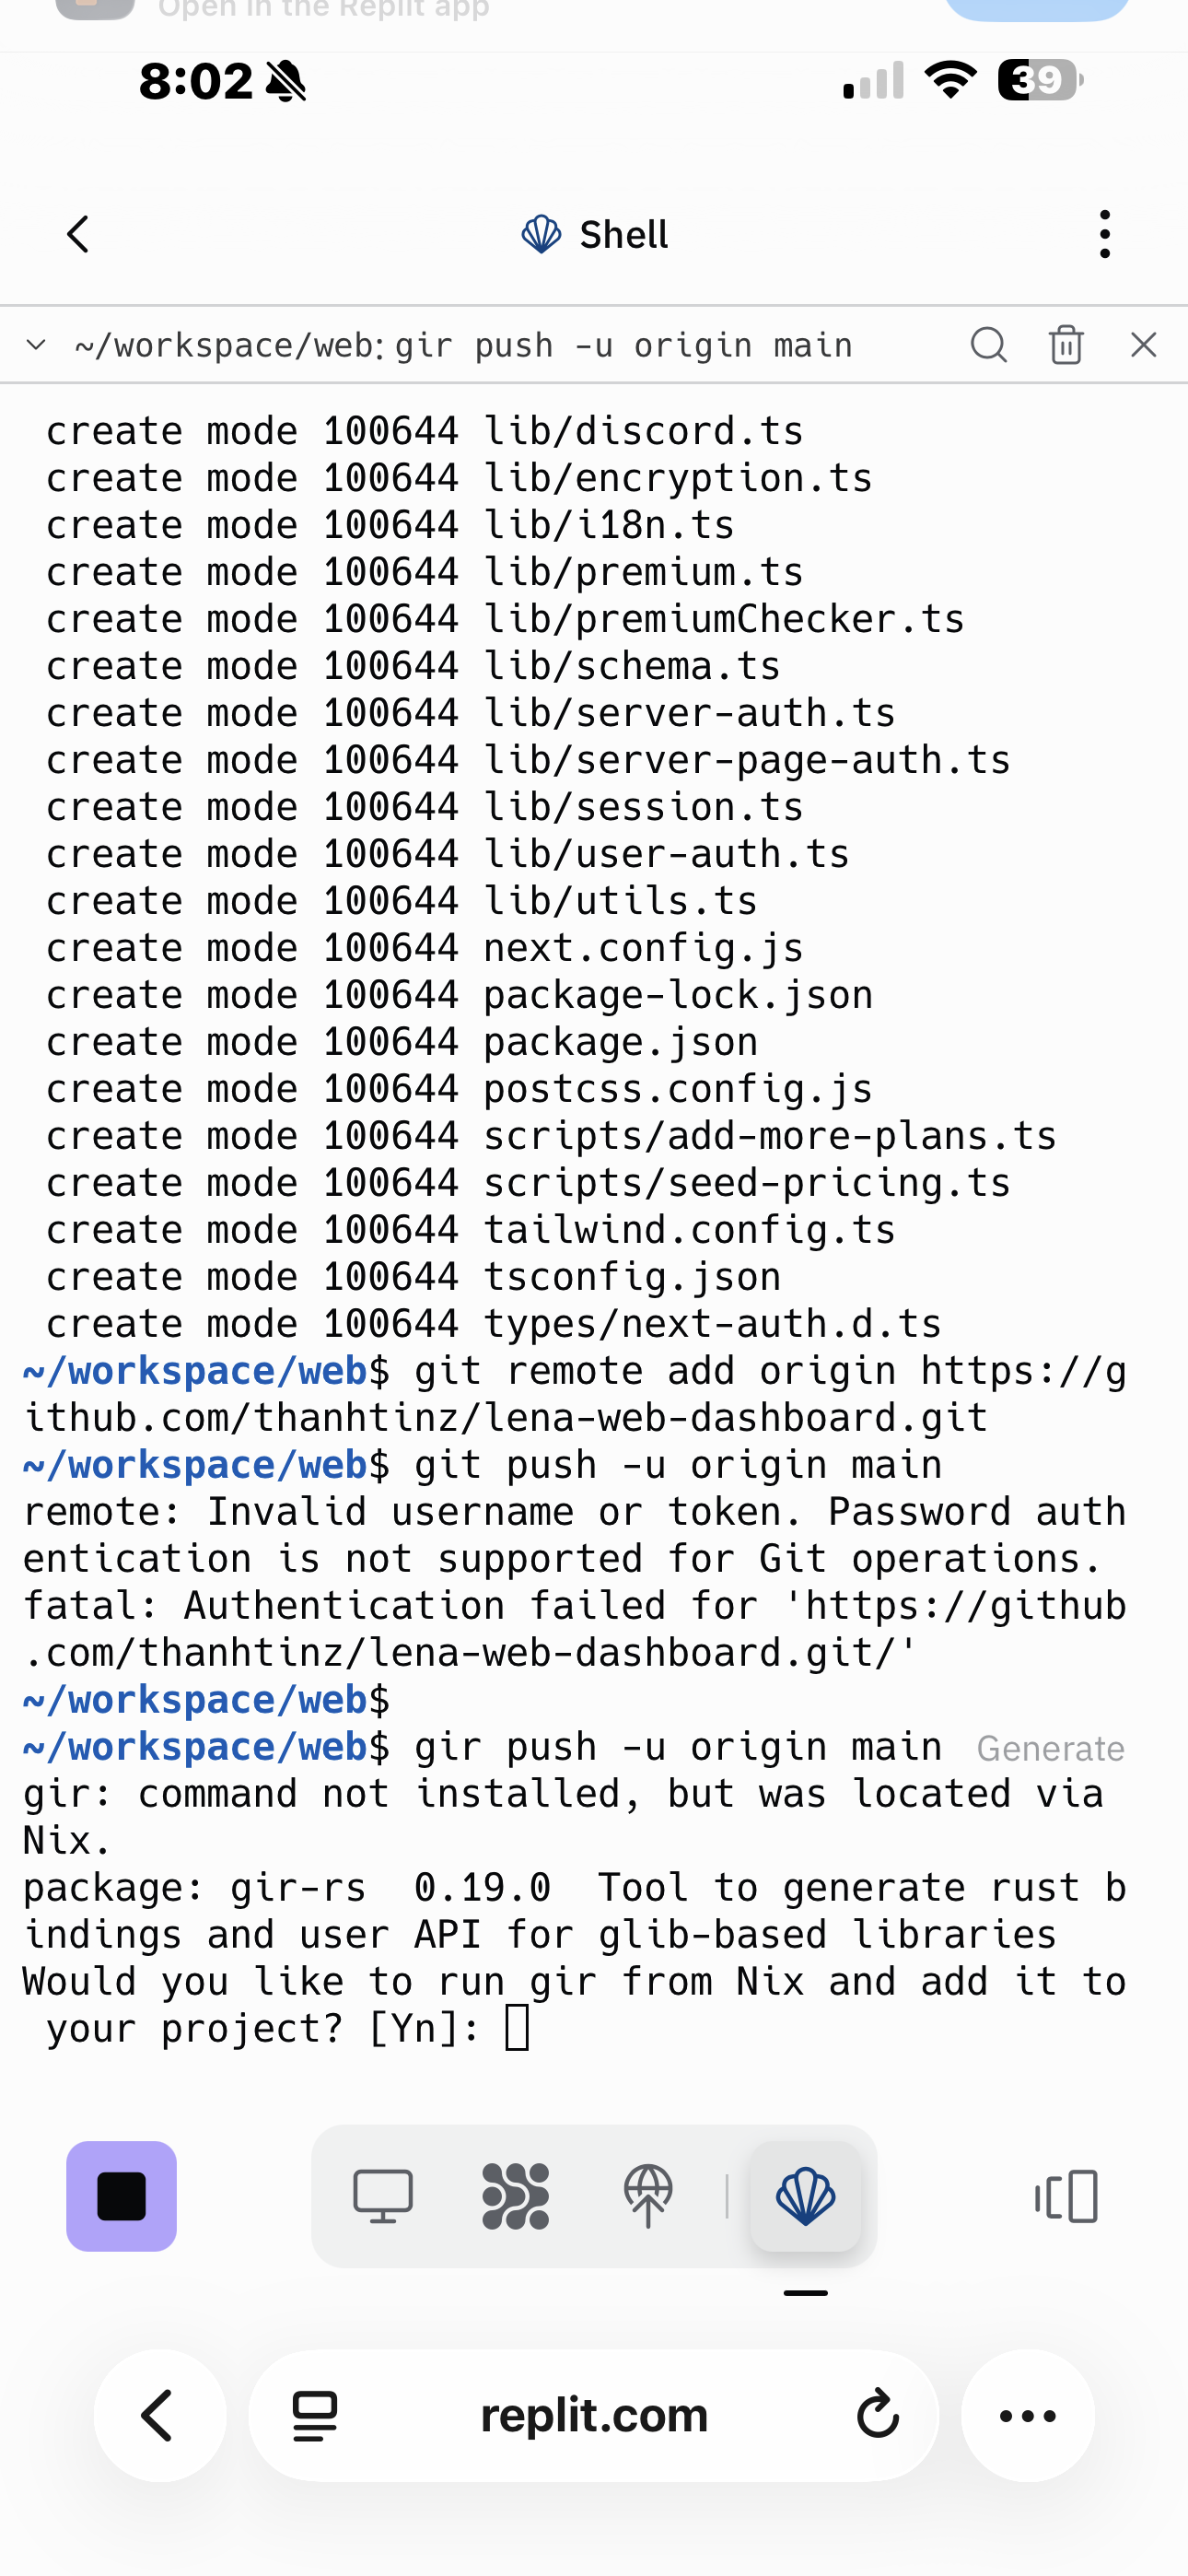 Open in the Replit app
8:02
39
Shell
~/workspace/web: gir push -u origin main
create mode 100644 lib/discord.ts
create mode 100644 lib/encryption.ts
create mode 100644 lib/i18n.ts
create mode 100644 lib/premium.ts
create mode 100644 lib/premiumChecker.ts
create mode 100644 lib/schema.ts
create mode 100644 lib/server-auth.ts
create mode 100644 lib/server-page-auth.ts
create mode 100644 lib/session.ts
create mode 100644 lib/user-auth.ts
create mode 100644 lib/utils.ts
create mode 100644 next.config.js
create mode 100644 package-lock.json
create mode 100644 package.json
create mode 100644 postcss.config.js
create mode 100644 scripts/add-more-plans.ts
create mode 100644 scripts/seed-pricing.ts
create mode 100644 tailwind.config.ts
create mode 100644 tsconfig.json
create mode 100644 types/next-auth.d.ts
~/workspace/web$ git remote add origin https://g
ithub.com/thanhtinz/lena-web-dashboard.git
~/workspace/web$ git push -u origin main
remote: Invalid username or token. Password auth
entication is not supported for Git operations.
fatal: Authentication failed for 'https://github
.com/thanhtinz/lena-web-dashboard.git/'
~/workspace/web$
~/workspace/web$ gir push -u origin main Generate
gir: command not installed, but was located via
Nix.
package: gir-rs  0.19.0  Tool to generate rust b
indings and user API for glib-based libraries
Would you like to run gir from Nix and add it to
your project? [Yn]:
replit.com